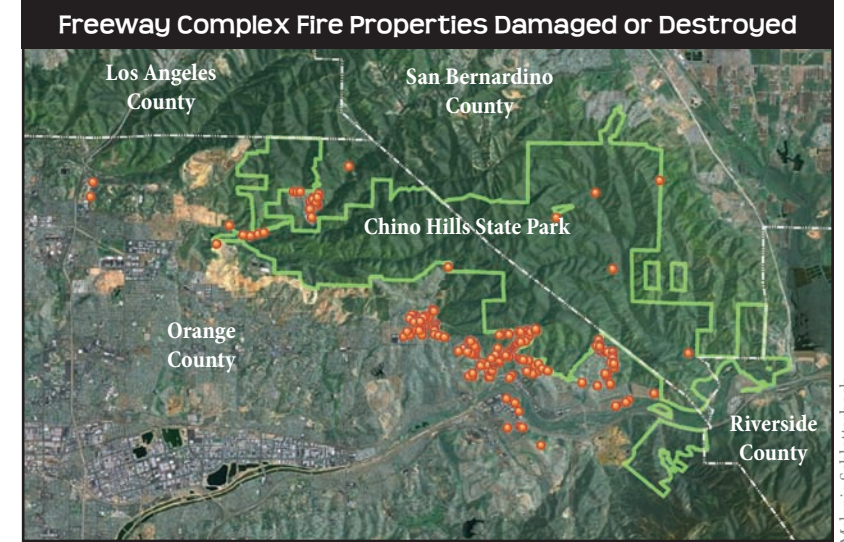 Freeway Complex Fire Properties Damaged or Destroyed
Los Angeles
County
San Bernardino
County
Chino Hills State Park
Orange
County
Riverside
County